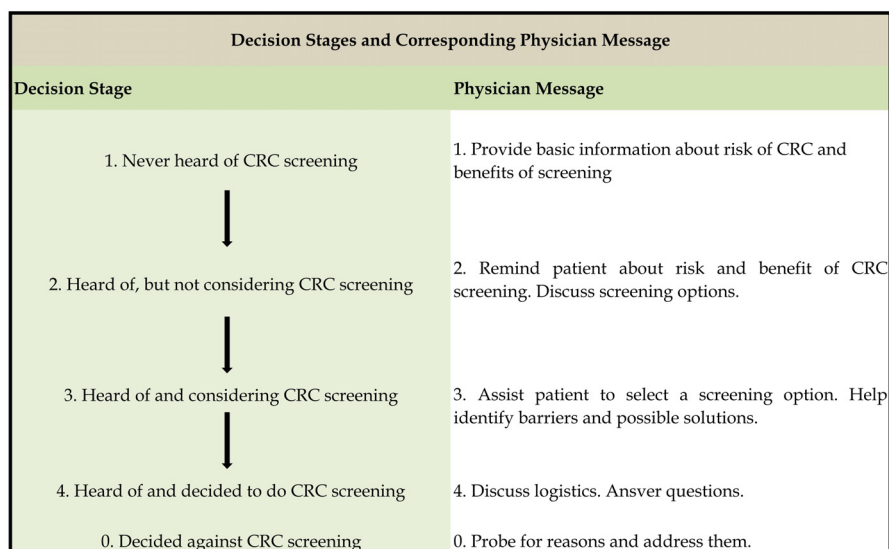 Decision Stages and Corresponding Physician Message
Decision Stage
Physician Message
1. Never heard of CRC screening
1. Provide basic information about risk of CRC and
benefits of screening
2. Heard of, but not considering CRC screening
2. Remind patient about risk and benefit of CRC
screening. Discuss screening options.
3. Heard of and considering CRC screening
3. Assist patient to select a screening option. Help
identify barriers and possible solutions.
4. Heard of and decided to do CRC screening
4. Discuss logistics. Ansver questions.
0. Decided against CRC screening
0. Probe for reasons and address them.